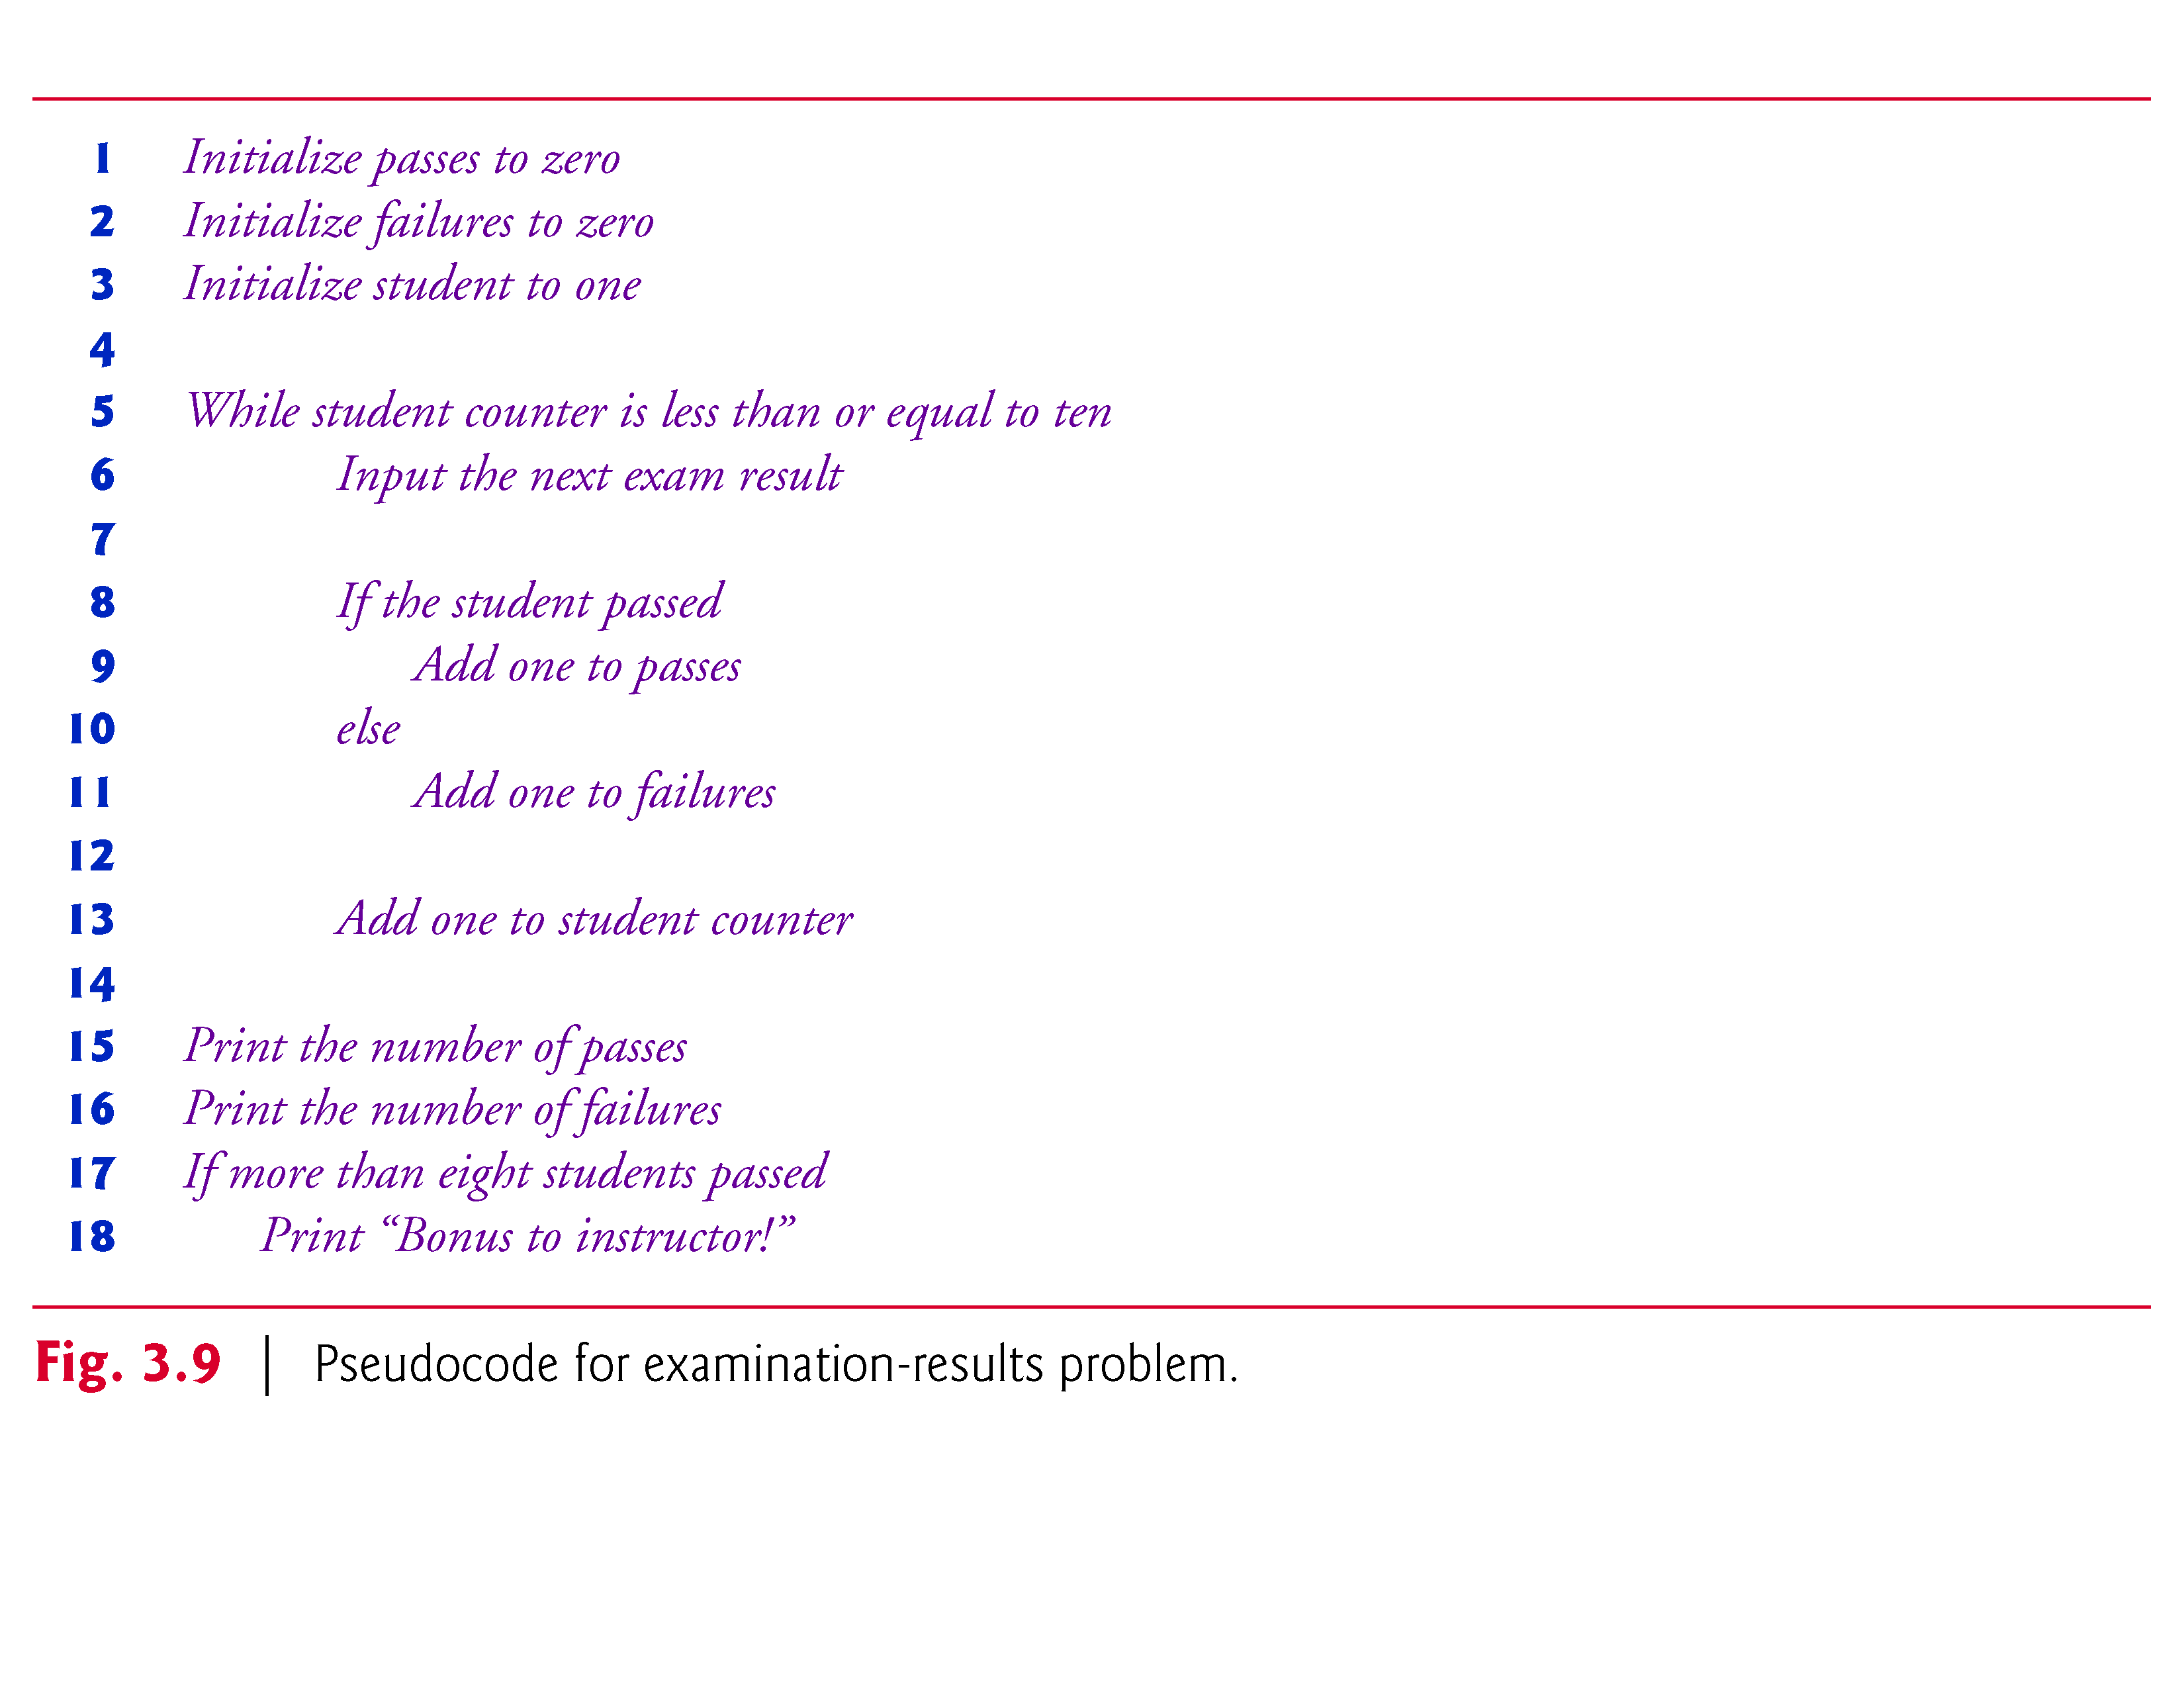 1 Initialize passes to zero
2 Initialize failures to zero
3 Initialize student to one
4
5 While student counter is less than or equal to ten
6 Input the next exam result
7
8 If the student passed
9 Add one to passes
10 else
11 Add one to failures
12
13 Add one to student counter
14
15 Print the number of passes
16 Print the number of failures
17 If more than eight students passed
18 Print “Bonus to instructor!”
Fig. 3.9 | Pseudocode for examination-results problem.